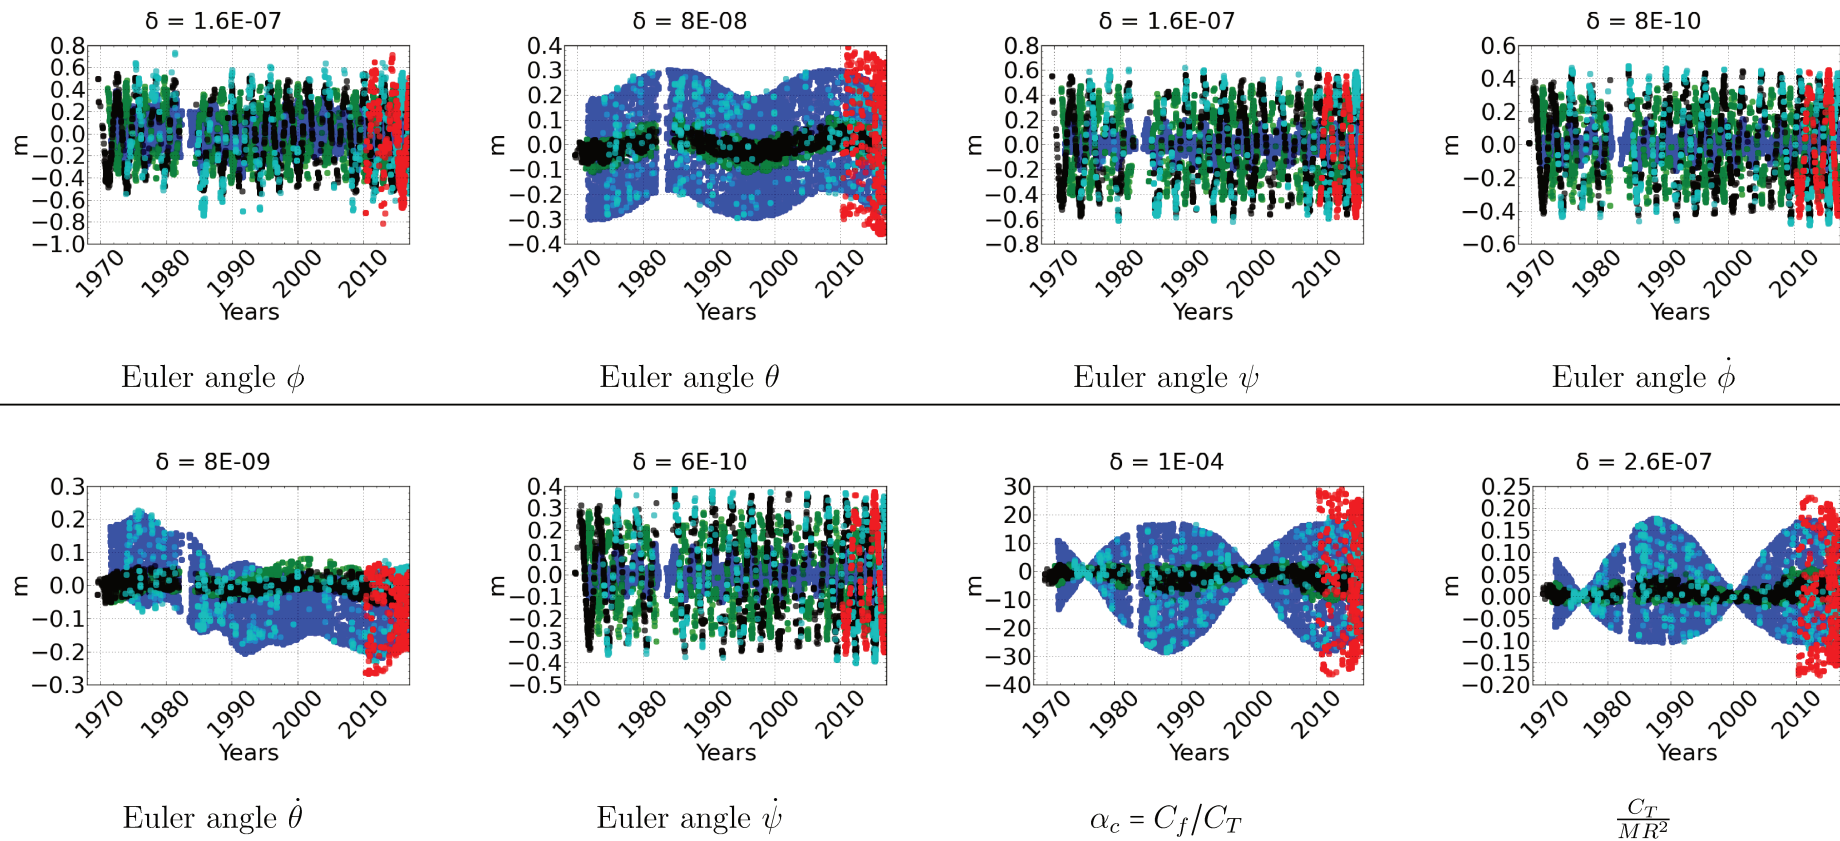 δ = 1.6E-07
0.8
0.6
0.4
0.2
0.0
−0.2
−0.4
−0.6
−0.8
−1.0
m
1970 1980 1990 2000 2010
Years
Euler angle ϕ
δ = 8E-08
0.4
0.3
0.2
0.1
−0.0
−0.1
−0.2
−0.3
−0.4
m
1970 1980 1990 2000 2010
Years
Euler angle θ
δ = 1.6E-07
0.8
0.6
0.4
0.2
0.0
−0.2
−0.4
−0.6
−0.8
m
1970 1980 1990 2000 2010
Years
Euler angle ψ
δ = 8E-10
0.6
0.4
0.2
0.0
−0.2
−0.4
−0.6
m
1970 1980 1990 2000 2010
Years
Euler angle ϕ̇
δ = 8E-09
0.3
0.2
0.1
0.0
−0.1
−0.2
−0.3
m
1970 1980 1990 2000 2010
Years
Euler angle θ̇
δ = 6E-10
0.4
0.3
0.2
0.1
0.0
−0.1
−0.2
−0.3
−0.4
−0.5
m
1970 1980 1990 2000 2010
Years
Euler angle ψ̇
δ = 1E-04
30
20
10
0
−10
−20
−30
−40
m
1970 1980 1990 2000 2010
Years
α_c = C_f/C_T
δ = 2.6E-07
0.25
0.20
0.15
0.10
0.05
0.00
−0.05
−0.10
−0.15
−0.20
m
1970 1980 1990 2000 2010
Years
C_T
MR²